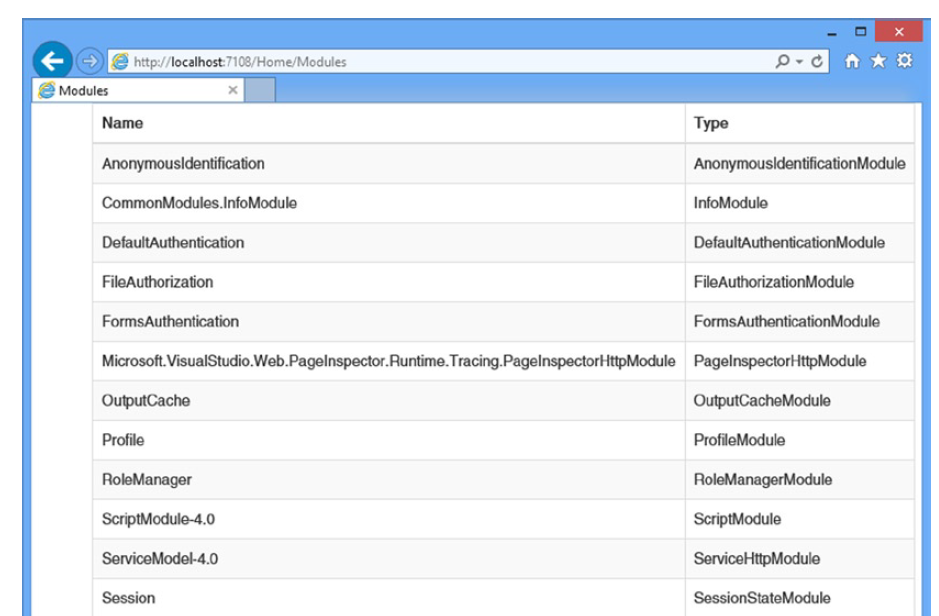 http://localhost:7108/Home/Modules
Modules
Name Type
AnonymousIdentification AnonymousIdentificationModule
CommonModules.InfoModule InfoModule
DefaultAuthentication DefaultAuthenticationModule
FileAuthorization FileAuthorizationModule
FormsAuthentication FormsAuthenticationModule
Microsoft.VisualStudio.Web.PageInspector.Runtime.Tracing.PageInspectorHttpModule PageInspectorHttpModule
OutputCache OutputCacheModule
Profile ProfileModule
RoleManager RoleManagerModule
ScriptModule-4.0 ScriptModule
ServiceModel-4.0 ServiceHttpModule
Session SessionStateModule